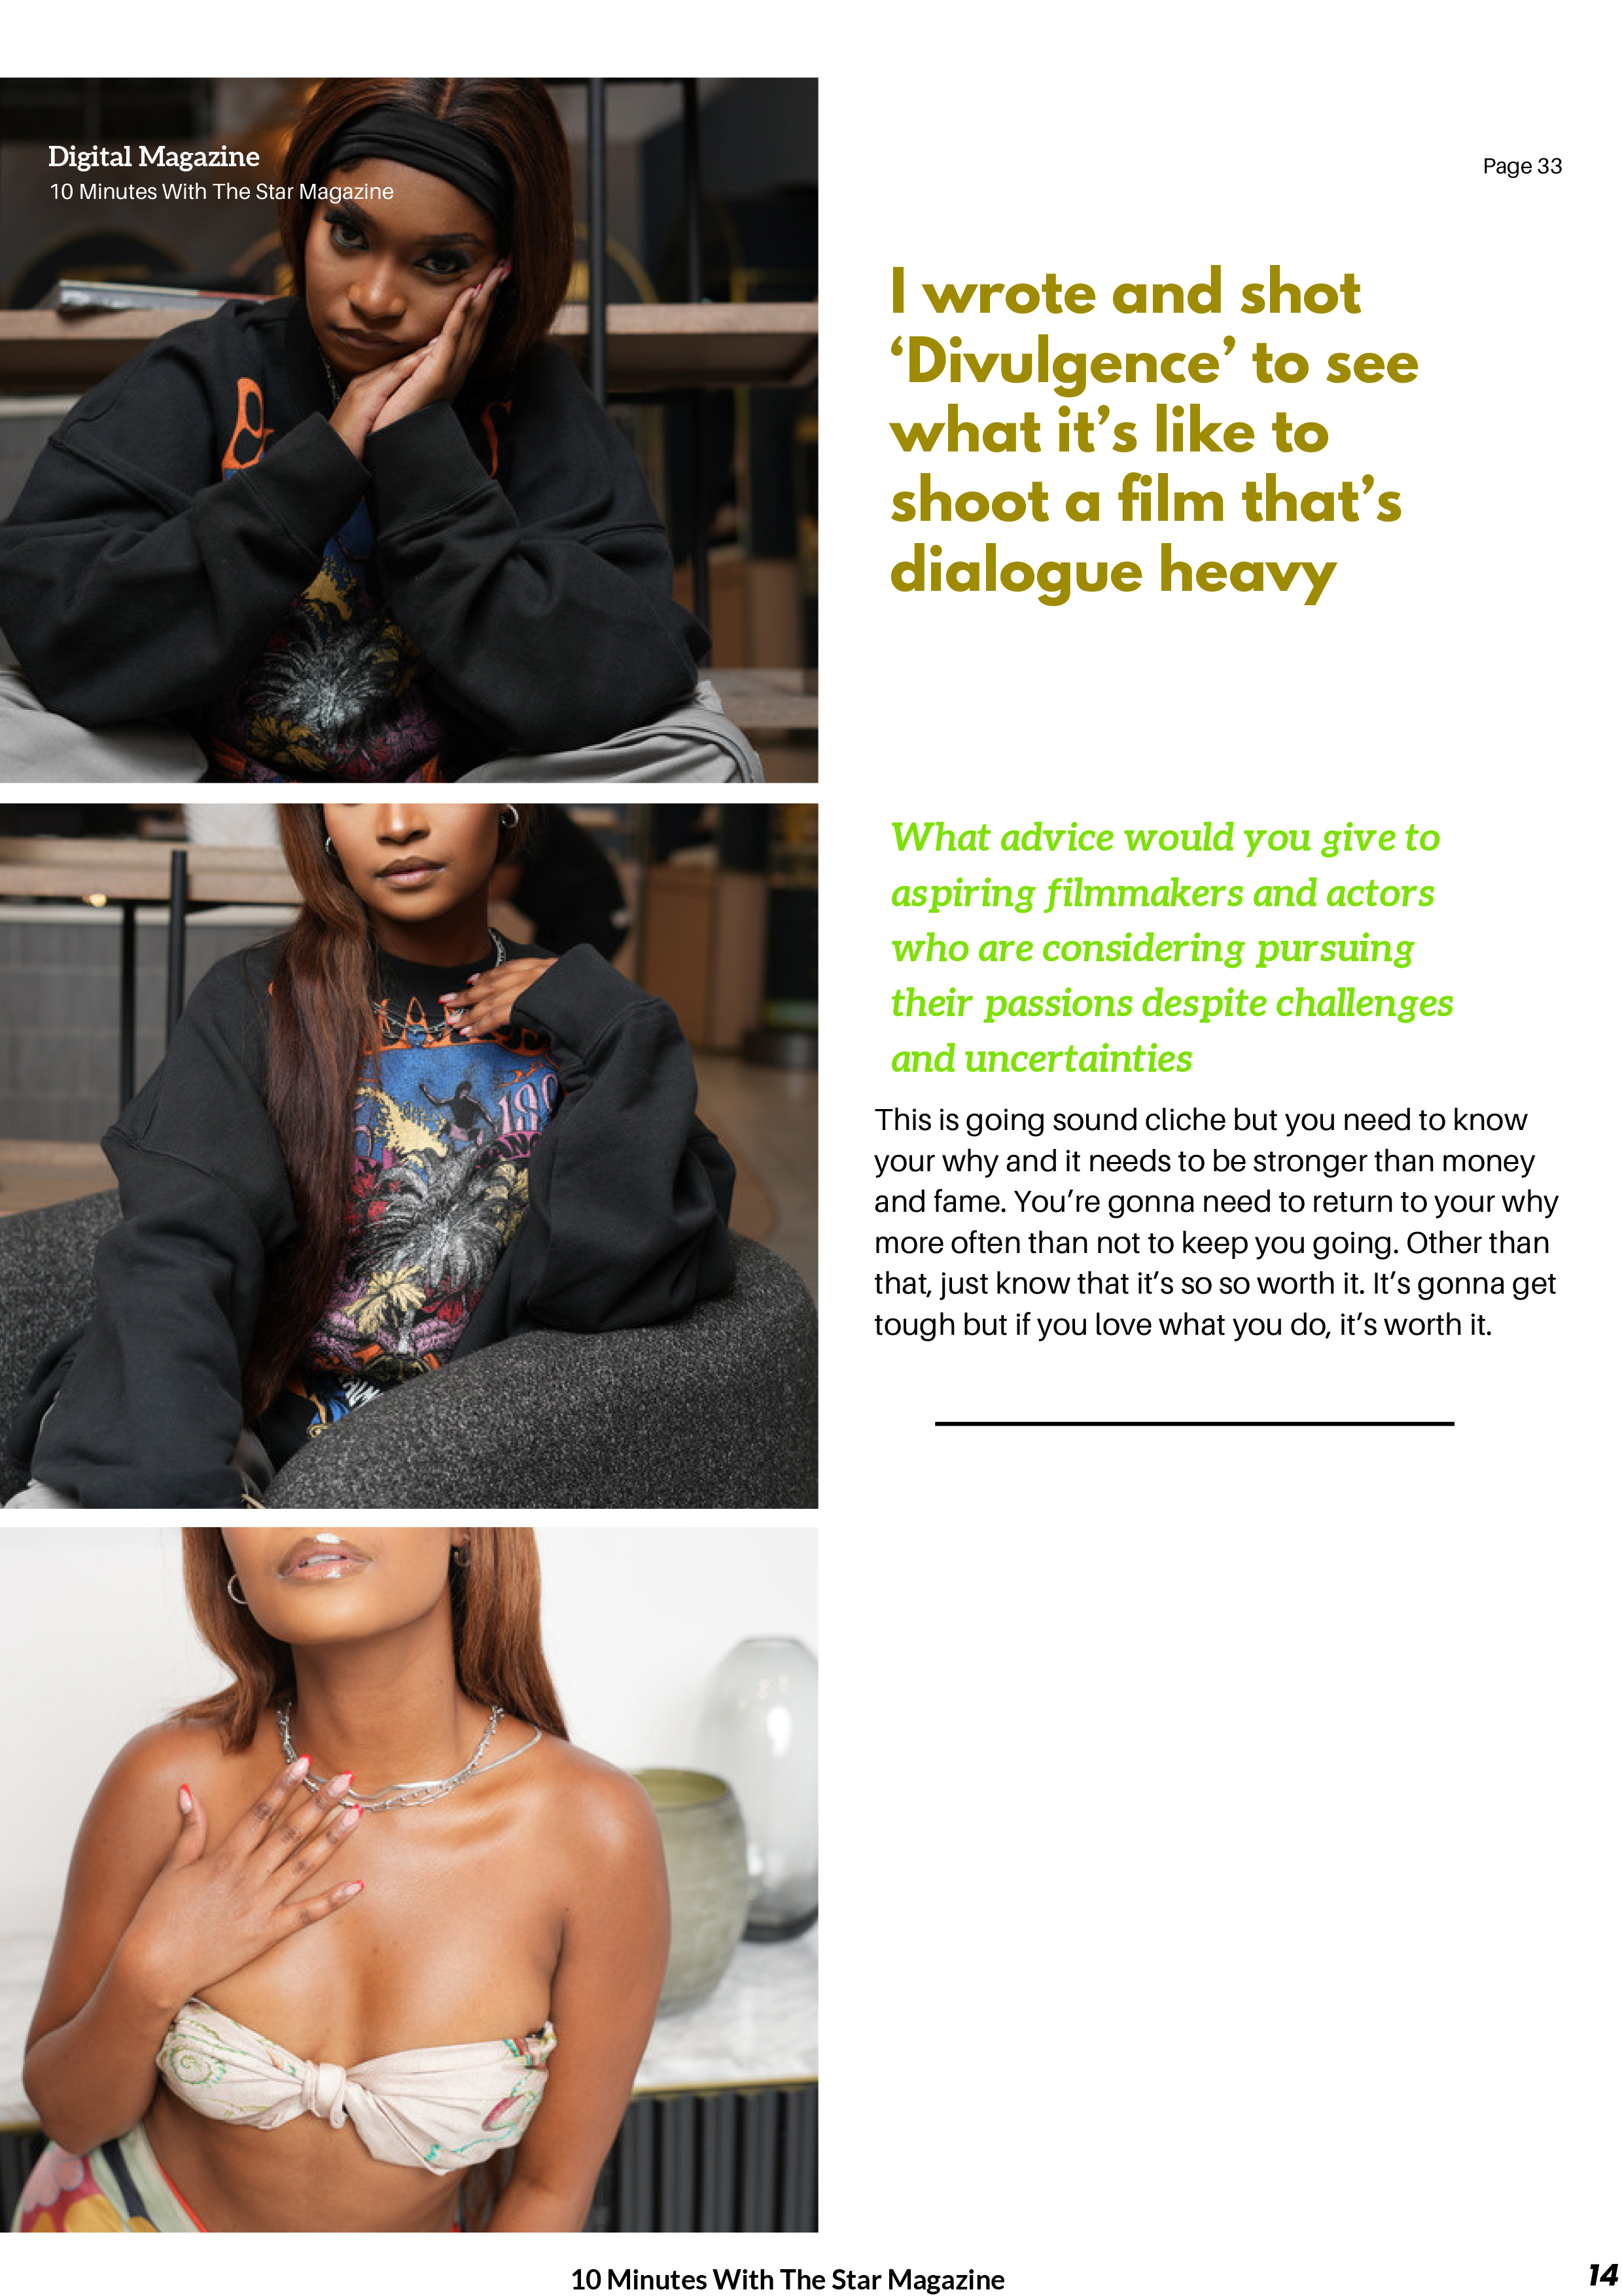 Digital Magazine
10 Minutes With The Star Magazine
Page 33
I wrote and shot
‘Divulgence’ to see
what it’s like to
shoot a film that’s
dialogue heavy
What advice would you give to
aspiring filmmakers and actors
who are considering pursuing
their passions despite challenges
and uncertainties
This is going sound cliche but you need to know
your why and it needs to be stronger than money
and fame. You’re gonna need to return to your why
more often than not to keep you going. Other than
that, just know that it’s so so worth it. It’s gonna get
tough but if you love what you do, it’s worth it.
10 Minutes With The Star Magazine
14